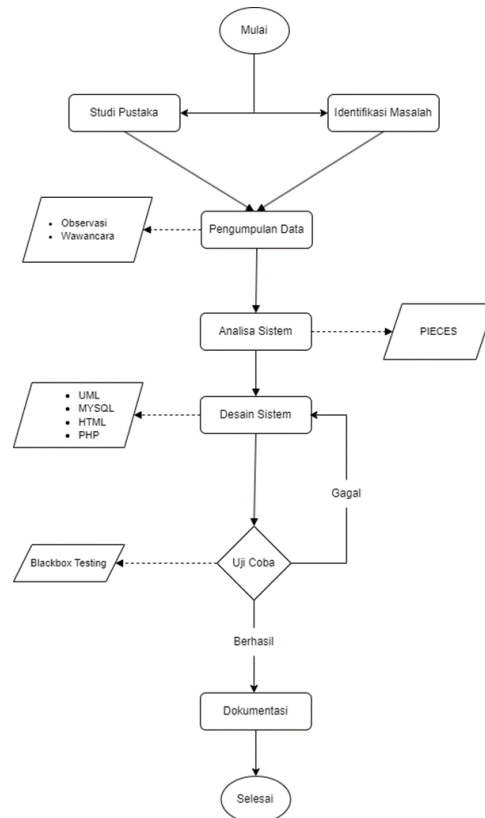 Mulai
Studi Pustaka
Identifikasi Masalah
Pengumpulan Data
• Observasi
• Wawancara
Analisa Sistem
PIECES
Desain Sistem
• UML
• MYSQL
• HTML
• PHP
Gagal
Uji Coba
Blackbox Testing
Berhasil
Dokumentasi
Selesai